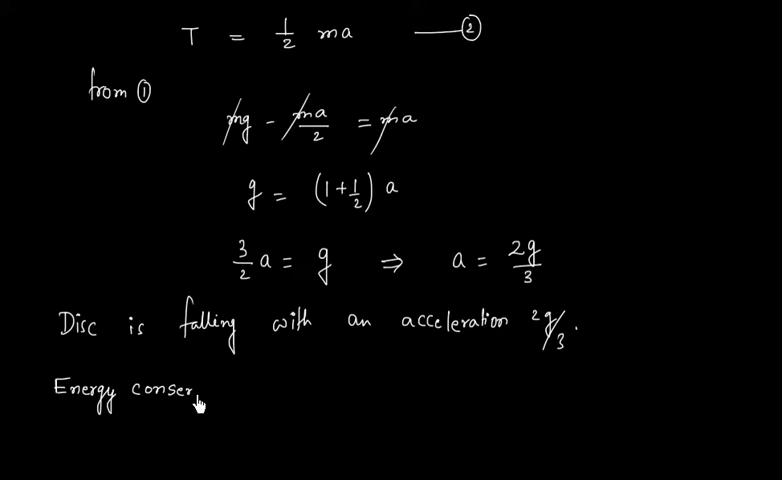 T = 1/2 ma —— ②
from ①
mg - ma/2 = ma
g = (1+1/2) a
3/2 a = g ⇒ a = 2g/3
Disc is falling with an acceleration 2g/3.
Energy conser